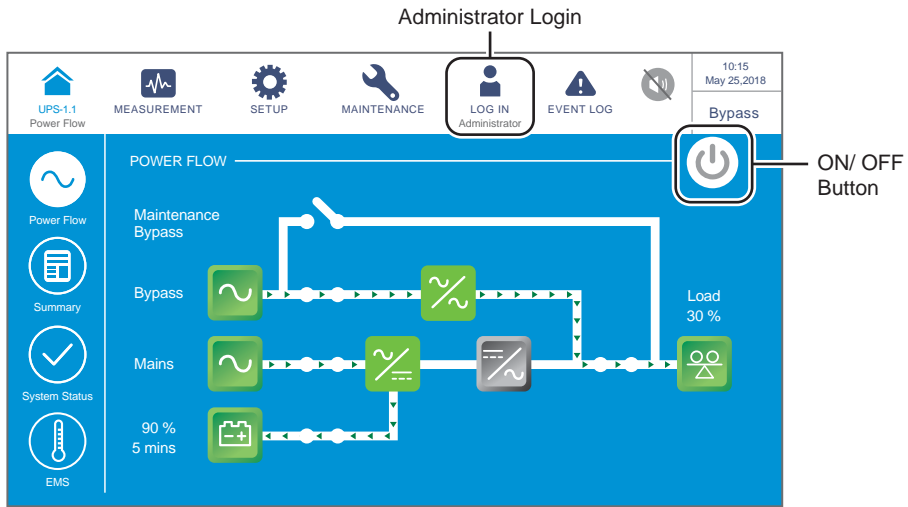 Administrator Login
10:15
May 25,2018
UPS-1.1
Power Flow
MEASUREMENT
SETUP
MAINTENANCE
LOG IN
Administrator
EVENT LOG
Bypass
ON/ OFF
Button
POWER FLOW
Power Flow
Maintenance
Bypass
Summary
Bypass
Load
30 %
System Status
Mains
90 %
5 mins
EMS